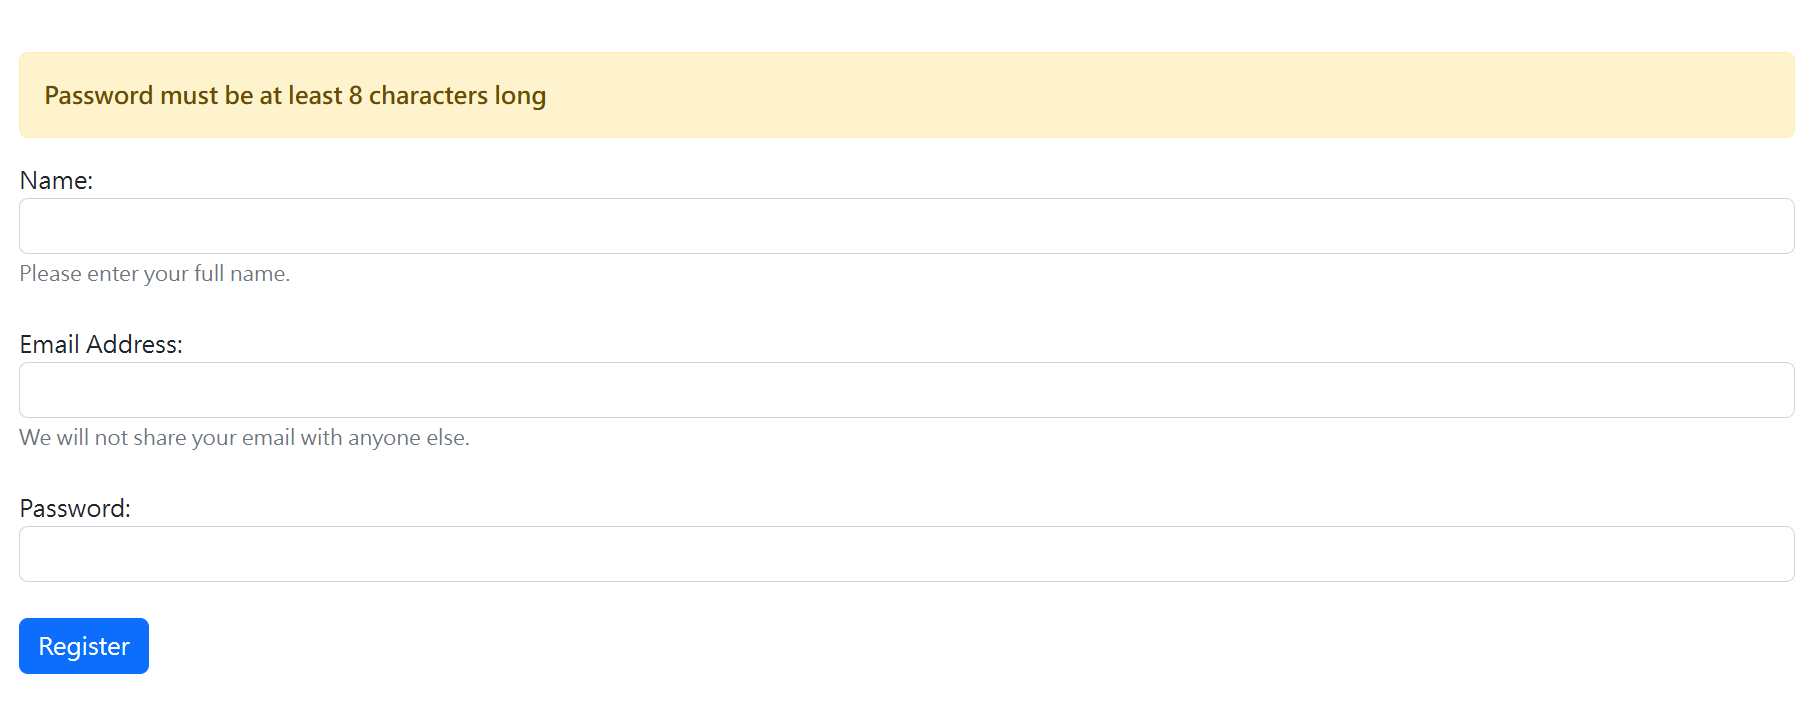 Password must be at least 8 characters long
Name:
Please enter your full name.
Email Address:
We will not share your email with anyone else.
Password:
Register